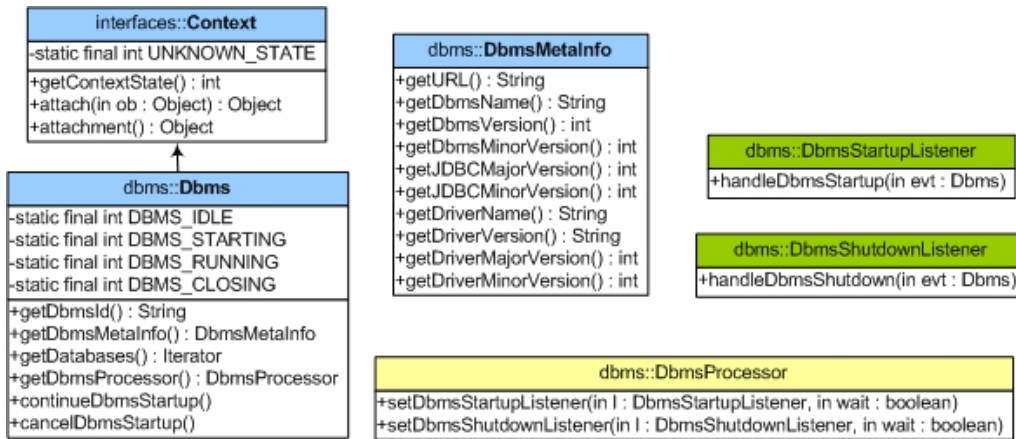 interfaces::Context
-static final int UNKNOWN_STATE
+getContextState() : int
+attach(in ob : Object) : Object
+attachment() : Object
dbms::Dbms
-static final int DBMS_IDLE
-static final int DBMS_STARTING
-static final int DBMS_RUNNING
-static final int DBMS_CLOSING
+getDbmsId() : String
+getDbmsMetaInfo() : DbmsMetaInfo
+getDatabases() : Iterator
+getDbmsProcessor() : DbmsProcessor
+continueDbmsStartup()
+cancelDbmsStartup()
dbms::DbmsMetaInfo
+getURL() : String
+getDbmsName() : String
+getDbmsVersion() : int
+getDbmsMinorVersion() : int
+getJDBCMajorVersion() : int
+getJDBCMinorVersion() : int
+getDriverName() : String
+getDriverVersion() : String
+getDriverMajorVersion() : int
+getDriverMinorVersion() : int
dbms::DbmsStartupListener
+handleDbmsStartup(in evt : Dbms)
dbms::DbmsShutdownListener
+handleDbmsShutdown(in evt : Dbms)
dbms::DbmsProcessor
+setDbmsStartupListener(in l : DbmsStartupListener, in wait : boolean)
+setDbmsShutdownListener(in l : DbmsShutdownListener, in wait : boolean)